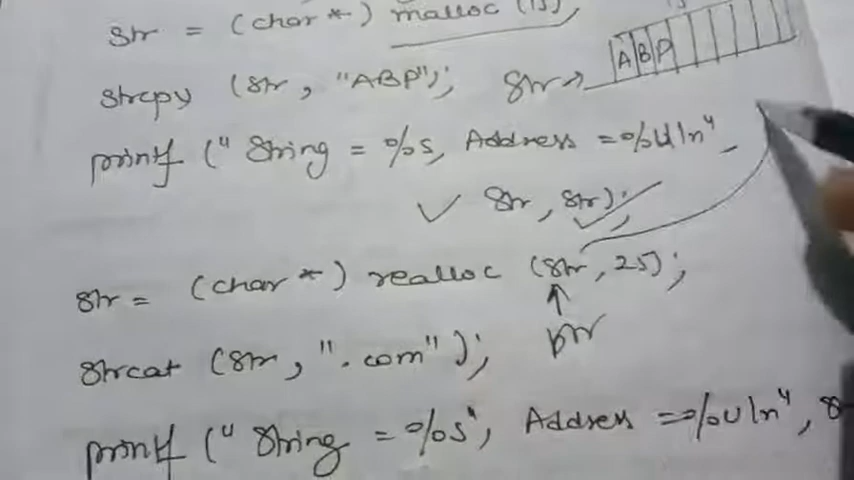 str = (char *) malloc (15);
strcpy (str, "ABP"); str→ A B P
printf (" String = %s, Address = %u\n"
str, str);
str = (char *) realloc (str, 25);
ptr
strcat (str, ".com");
printf (" String = %s", Address = %u\n",